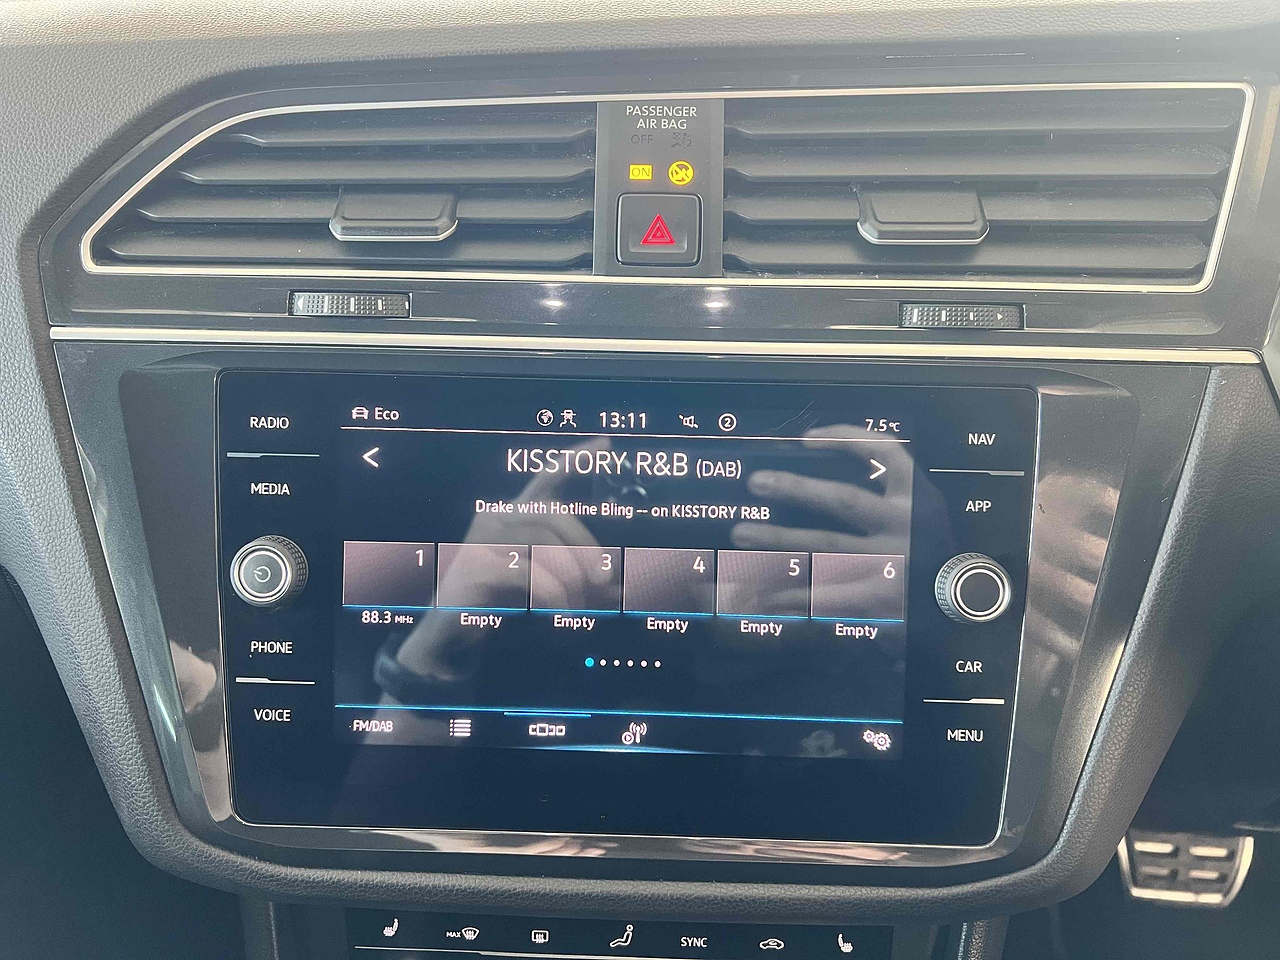 PASSENGER
AIR BAG
OFF
2
ON
RADIO
MEDIA
PHONE
VOICE
Eco
13:11
2
7.5°C
KISSTORY R&B (DAB)
Drake with Hotline Bling -- on KISSTORY R&B
1
2
3
4
5
6
88.3 MHz
Empty
Empty
Empty
Empty
Empty
FM/DAB
NAV
APP
CAR
MENU
MAX
SYNC